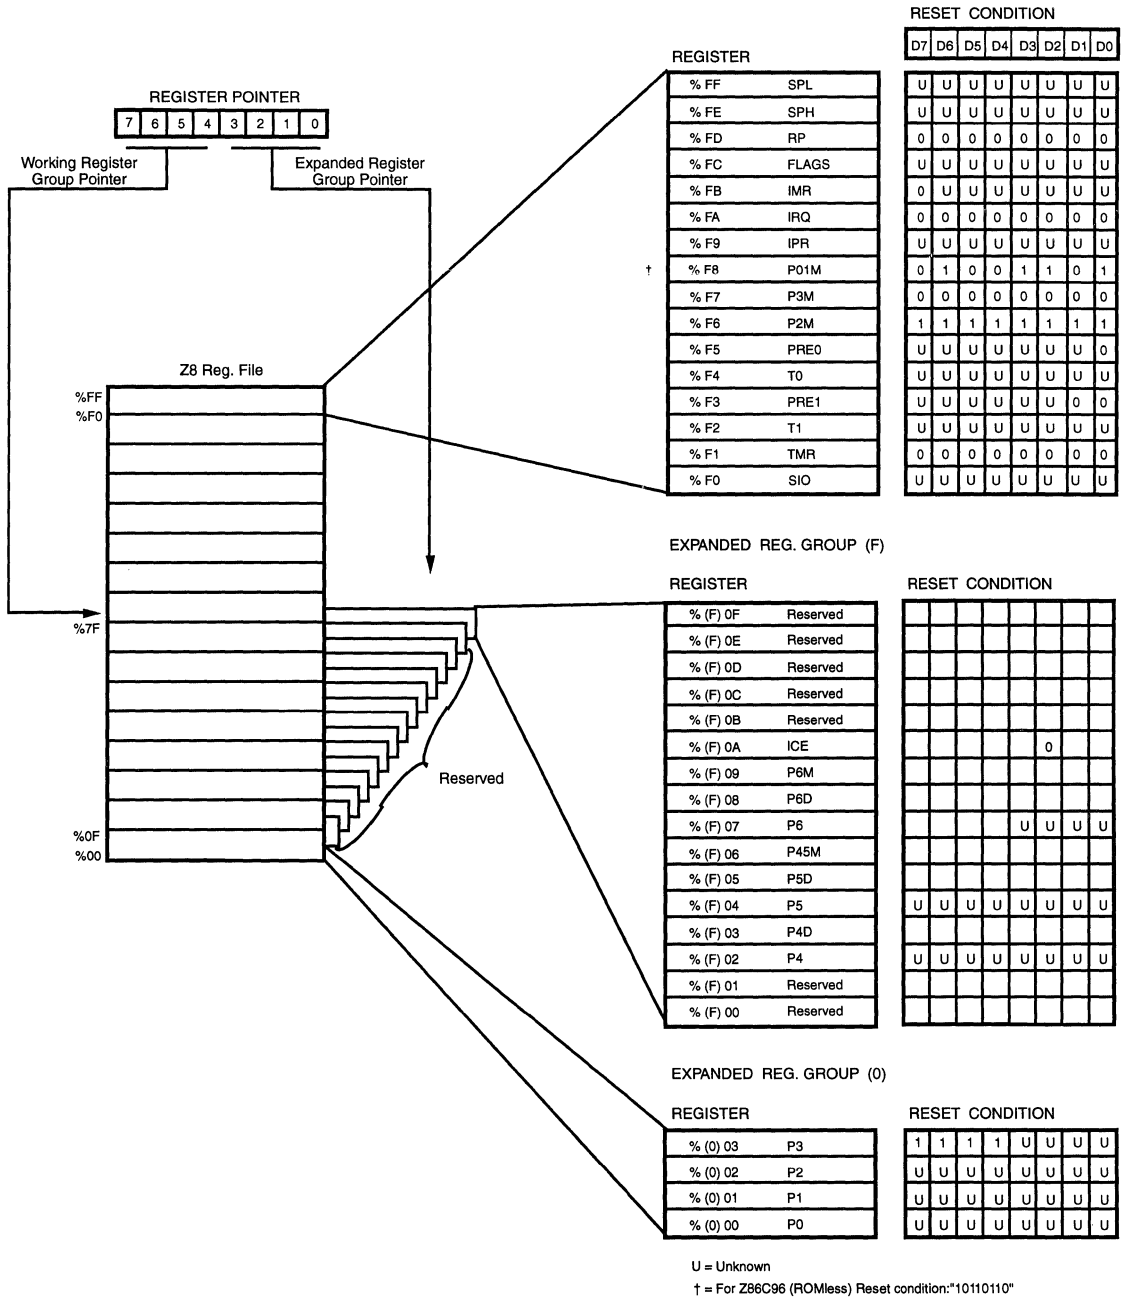 RESET CONDITION
D7 D6 D5 D4 D3 D2 D1 D0
REGISTER
% FF SPL U U U U U U U U
% FE SPH U U U U U U U U
% FD RP 0 0 0 0 0 0 0 0
% FC FLAGS U U U U U U U U
% FB IMR 0 U U U U U U U
% FA IRQ 0 0 0 0 0 0 0 0
% F9 IPR U U U U U U U U
† % F8 P01M 0 1 0 0 1 1 0 1
% F7 P3M 0 0 0 0 0 0 0 0
% F6 P2M 1 1 1 1 1 1 1 1
% F5 PRE0 U U U U U U U 0
% F4 T0 U U U U U U U U
% F3 PRE1 U U U U U U 0 0
% F2 T1 U U U U U U U U
% F1 TMR 0 0 0 0 0 0 0 0
% F0 SIO U U U U U U U U
REGISTER POINTER
7 6 5 4 3 2 1 0
Working Register
Group Pointer
Expanded Register
Group Pointer
Z8 Reg. File
%FF
%F0
%7F
%0F
%00
Reserved
EXPANDED REG. GROUP (F)
REGISTER RESET CONDITION
% (F) 0F Reserved
% (F) 0E Reserved
% (F) 0D Reserved
% (F) 0C Reserved
% (F) 0B Reserved
% (F) 0A ICE 0
% (F) 09 P6M
% (F) 08 P6D
% (F) 07 P6 U U U U
% (F) 06 P45M
% (F) 05 P5D
% (F) 04 P5 U U U U U U U U
% (F) 03 P4D
% (F) 02 P4 U U U U U U U U
% (F) 01 Reserved
% (F) 00 Reserved
EXPANDED REG. GROUP (0)
REGISTER RESET CONDITION
% (0) 03 P3 1 1 1 1 U U U U
% (0) 02 P2 U U U U U U U U
% (0) 01 P1 U U U U U U U U
% (0) 00 P0 U U U U U U U U
U = Unknown
† = For Z86C96 (ROMless) Reset condition:"10110110"